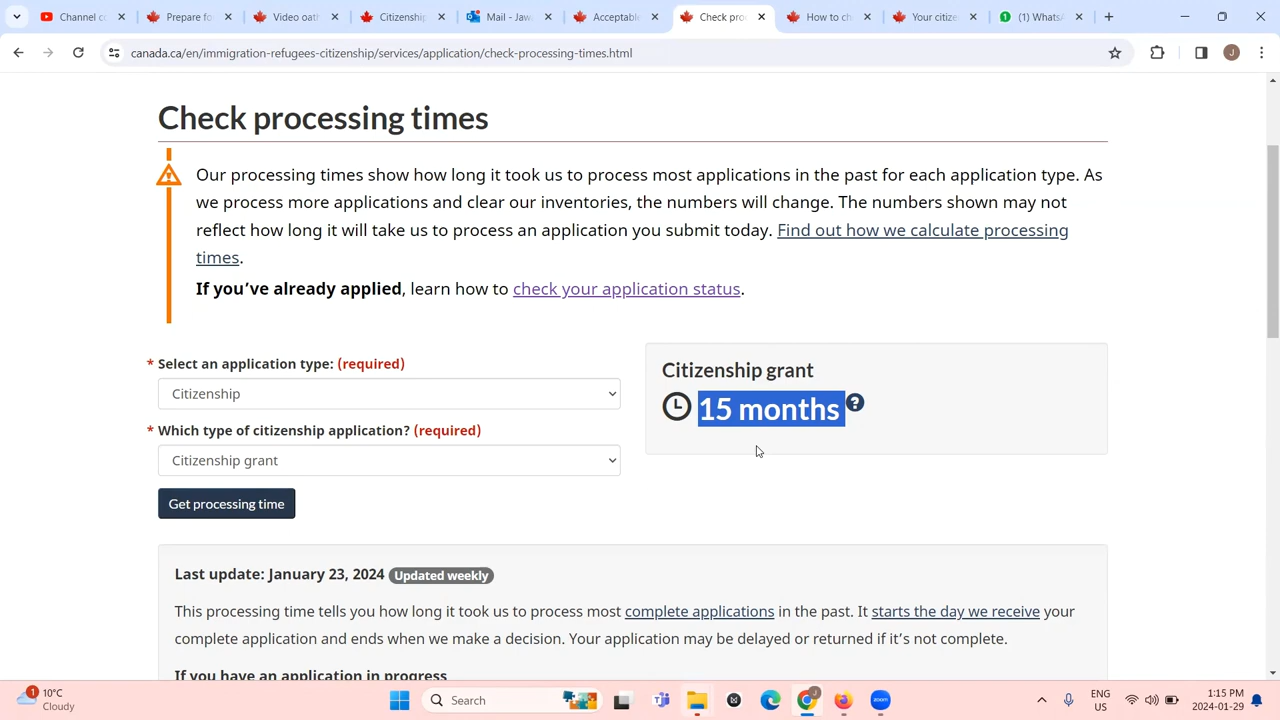 Channel co
Prepare fo
Video oath
Citizenship
Mail - Jaw
Acceptable
Check pro
How to ch
Your citize
(1) Whats
canada.ca/en/immigration-refugees-citizenship/services/application/check-processing-times.html
J
Check processing times
Our processing times show how long it took us to process most applications in the past for each application type. As
we process more applications and clear our inventories, the numbers will change. The numbers shown may not
reflect how long it will take us to process an application you submit today. Find out how we calculate processing
times.
If you’ve already applied, learn how to check your application status.
* Select an application type: (required)
Citizenship
* Which type of citizenship application? (required)
Citizenship grant
Get processing time
Citizenship grant
15 months ?
Last update: January 23, 2024 Updated weekly
This processing time tells you how long it took us to process most complete applications in the past. It starts the day we receive your
complete application and ends when we make a decision. Your application may be delayed or returned if it’s not complete.
If you have an application in progress
1
10°C
Cloudy
Search
zoom
ENG
US
1:15 PM
2024-01-29